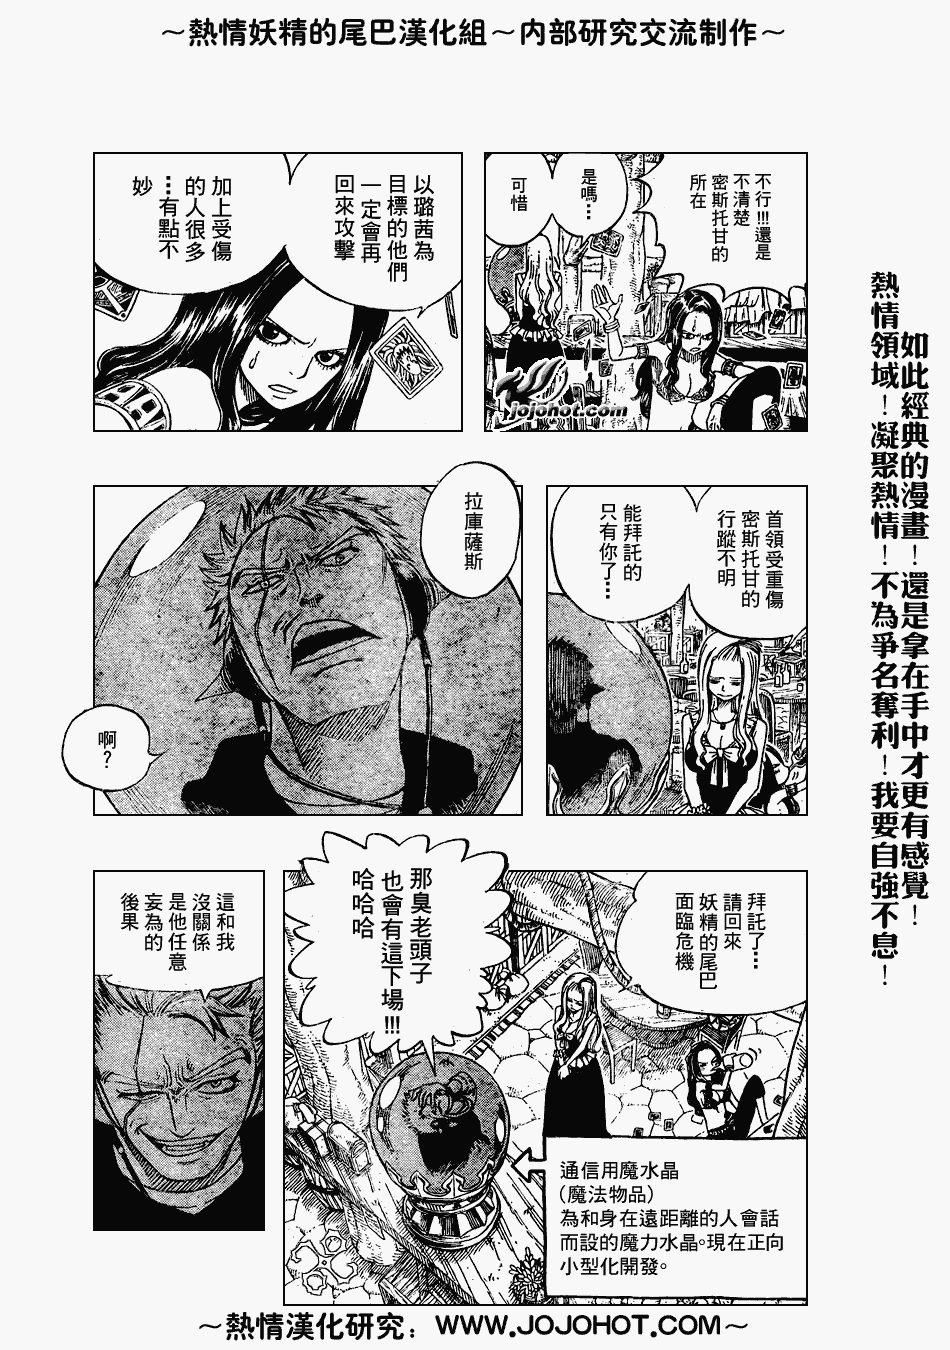 ～熱情妖精的尾巴漢化組～內部研究交流制作～
不行!!!還是
不清楚
密斯托甘的
所在
是嗎…
可惜
jojohot.com
以璐茜為
目標的他們
一定會再
回來攻擊
加上受傷
的人很多
…有點不
妙
首領受重傷
密斯托甘的
行蹤不明
能拜託的
只有你了…
拉庫薩斯
啊?
拜託了…
請回來
妖精的尾巴
面臨危機
那臭老頭子
也會有這下場!!!
哈哈哈
通信用魔水晶
(魔法物品)
為和身在遠距離的人會話
而設的魔力水晶。現在正向
小型化開發。
這和我
沒關係
是他任意
妄為的
後果
如此經典的漫畫！還是拿在手中才更有感覺！
熱情領域！凝聚熱情！不為爭名奪利！我要自強不息！
～熱情漢化研究：WWW.JOJOHOT.COM～